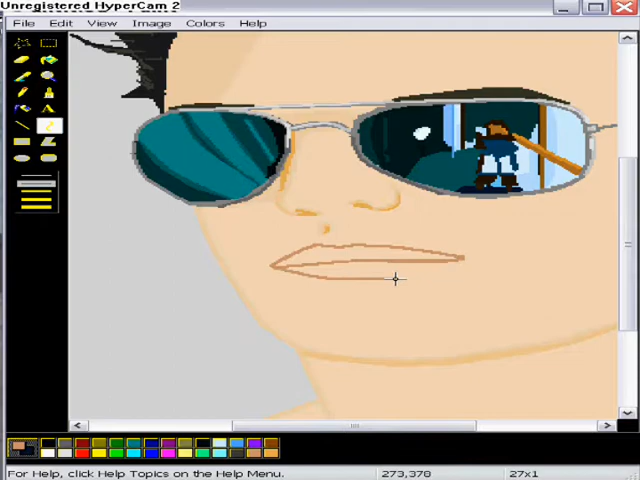 Unregistered HyperCam 2
File Edit View Image Colors Help
For Help, click Help Topics on the Help Menu. 273,378 27x1